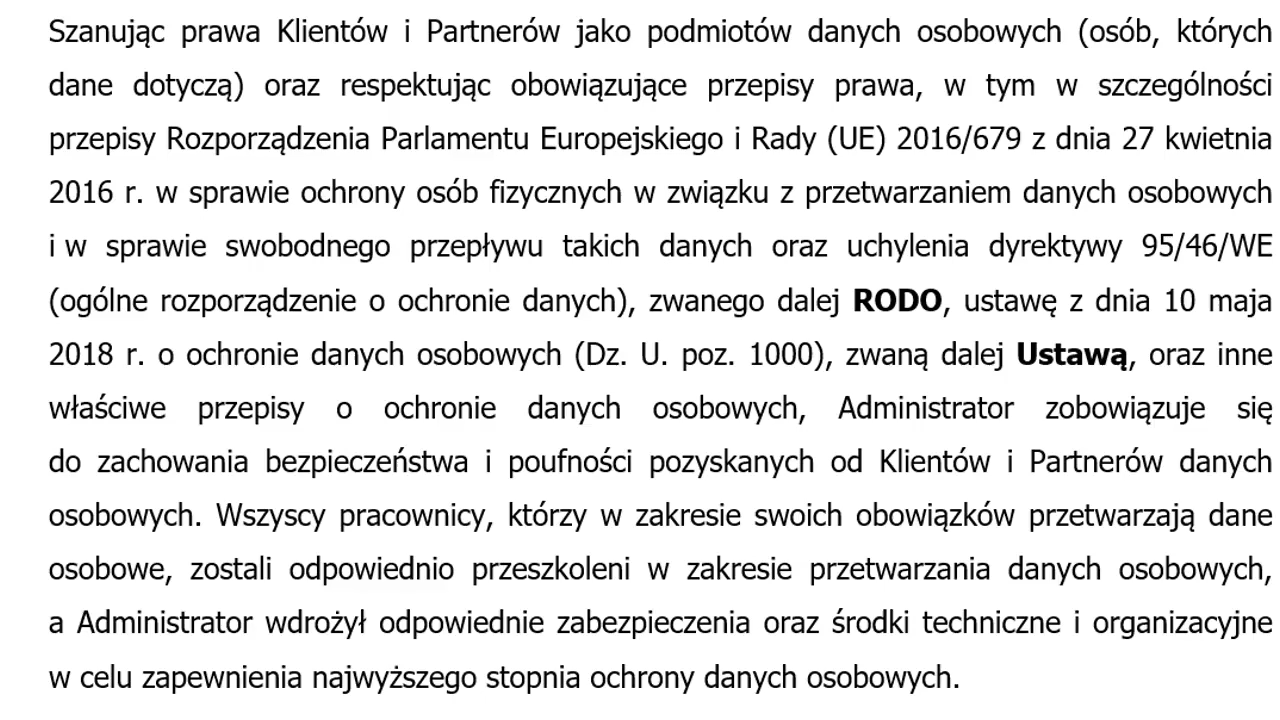 Szanując prawa Klientów i Partnerów jako podmiotów danych osobowych (osób, których
dane dotyczą) oraz respektując obowiązujące przepisy prawa, w tym w szczególności
przepisy Rozporządzenia Parlamentu Europejskiego i Rady (UE) 2016/679 z dnia 27 kwietnia
2016 r. w sprawie ochrony osób fizycznych w związku z przetwarzaniem danych osobowych
i w sprawie swobodnego przepływu takich danych oraz uchylenia dyrektywy 95/46/WE
(ogólne rozporządzenie o ochronie danych), zwanego dalej RODO, ustawę z dnia 10 maja
2018 r. o ochronie danych osobowych (Dz. U. poz. 1000), zwaną dalej Ustawą, oraz inne
właściwe przepisy o ochronie danych osobowych, Administrator zobowiązuje się
do zachowania bezpieczeństwa i poufności pozyskanych od Klientów i Partnerów danych
osobowych. Wszyscy pracownicy, którzy w zakresie swoich obowiązków przetwarzają dane
osobowe, zostali odpowiednio przeszkoleni w zakresie przetwarzania danych osobowych,
a Administrator wdrożył odpowiednie zabezpieczenia oraz środki techniczne i organizacyjne
w celu zapewnienia najwyższego stopnia ochrony danych osobowych.